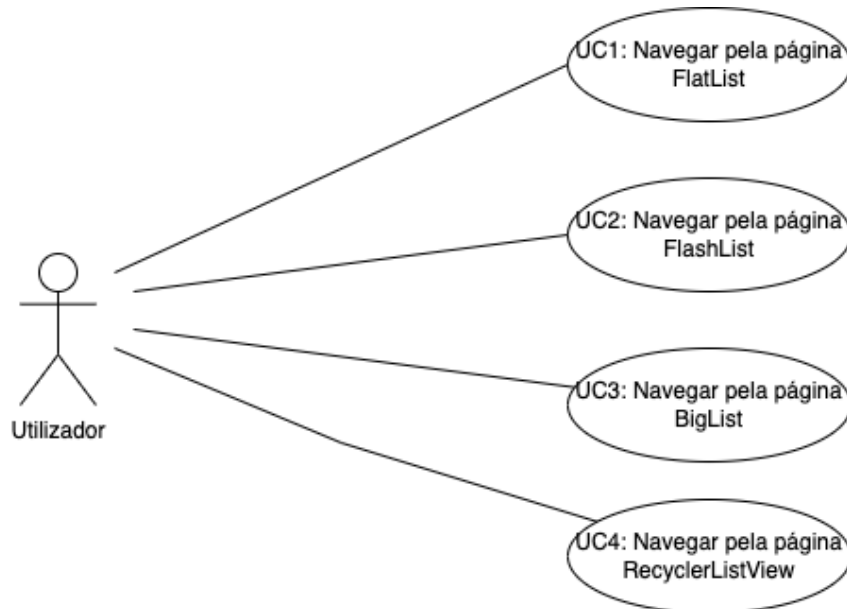 UC1: Navegar pela página
FlatList
UC2: Navegar pela página
FlashList
UC3: Navegar pela página
BigList
Utilizador
UC4: Navegar pela página
RecyclerListView